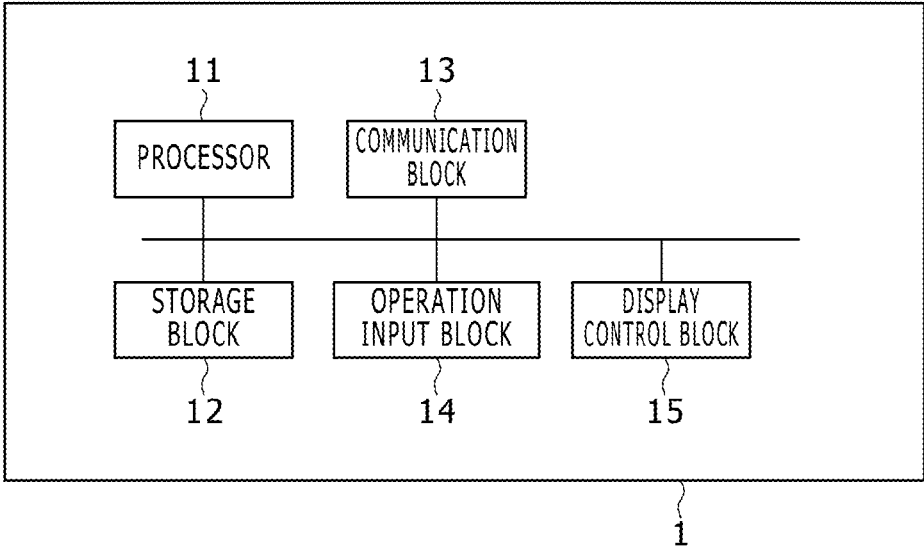 11
13
PROCESSOR
COMMUNICATION
BLOCK
STORAGE
BLOCK
OPERATION
INPUT BLOCK
DISPLAY
CONTROL BLOCK
12
14
15
1